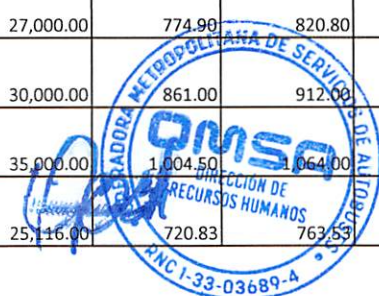 27,000.00 774.90 820.80
30,000.00 861.00 912.00
35,000.00 1,004.50 1,064.00
25,116.00 720.83 763.53
OPERADORA METROPOLITANA DE SERVICIOS DE AUTOBUSES
OMSA
DIRECCIÓN DE
RECURSOS HUMANOS
RNC 1-33-03689-4